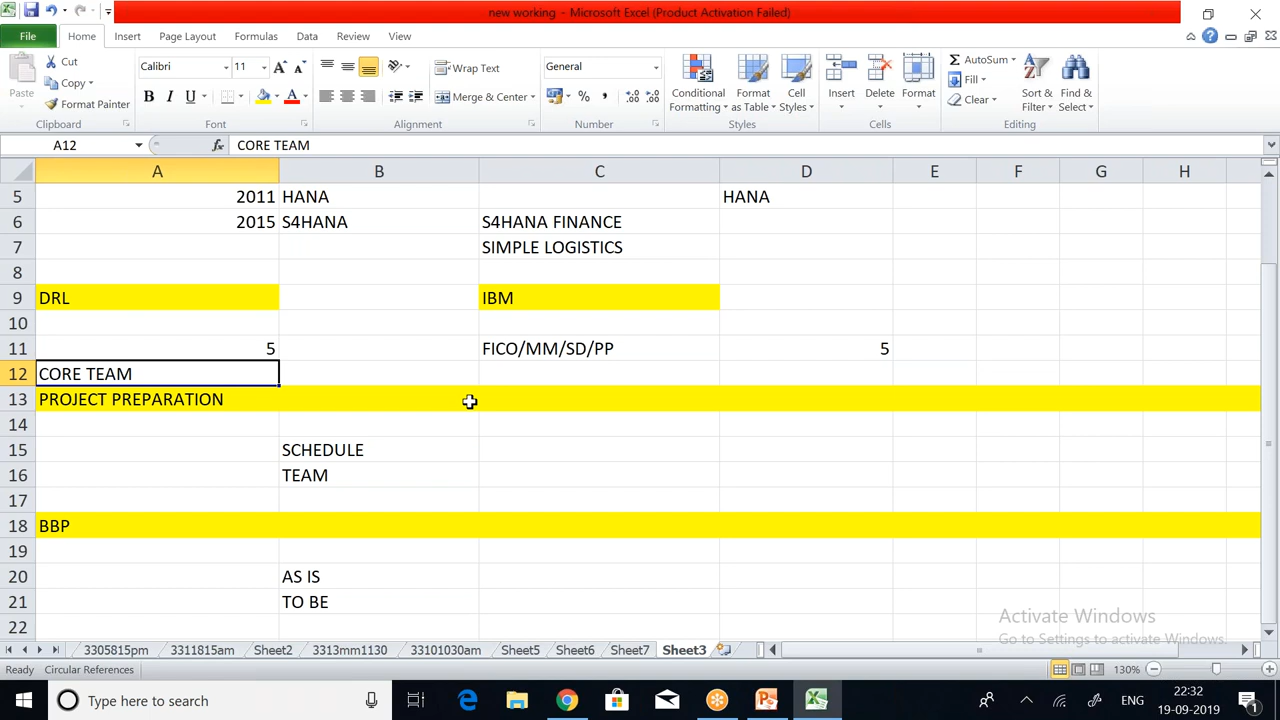 new working - Microsoft Excel (Product Activation Failed)
File Home Insert Page Layout Formulas Data Review View
Paste
Cut
Copy
Format Painter
Clipboard
Calibri 11
B I U A
Font
Wrap Text
Merge & Center
Alignment
General
% ,
Number
Conditional Formatting
Format as Table
Cell Styles
Styles
Insert Delete Format
Cells
AutoSum
Fill
Clear
Sort & Filter
Find & Select
Editing
A12 fx CORE TEAM
A B C D E F G H
5 2011 HANA HANA
6 2015 S4HANA S4HANA FINANCE
7 SIMPLE LOGISTICS
8
9 DRL IBM
10
11 5 FICO/MM/SD/PP 5
12 CORE TEAM
13 PROJECT PREPARATION
14
15 SCHEDULE
16 TEAM
17
18 BBP
19
20 AS IS
21 TO BE
22
Activate Windows
Go to Settings to activate Windows.
3305815pm 3311815am Sheet2 3313mm1130 33101030am Sheet5 Sheet6 Sheet7 Sheet3
Ready Circular References 130%
Type here to search
ENG
22:32
19-09-2019
1